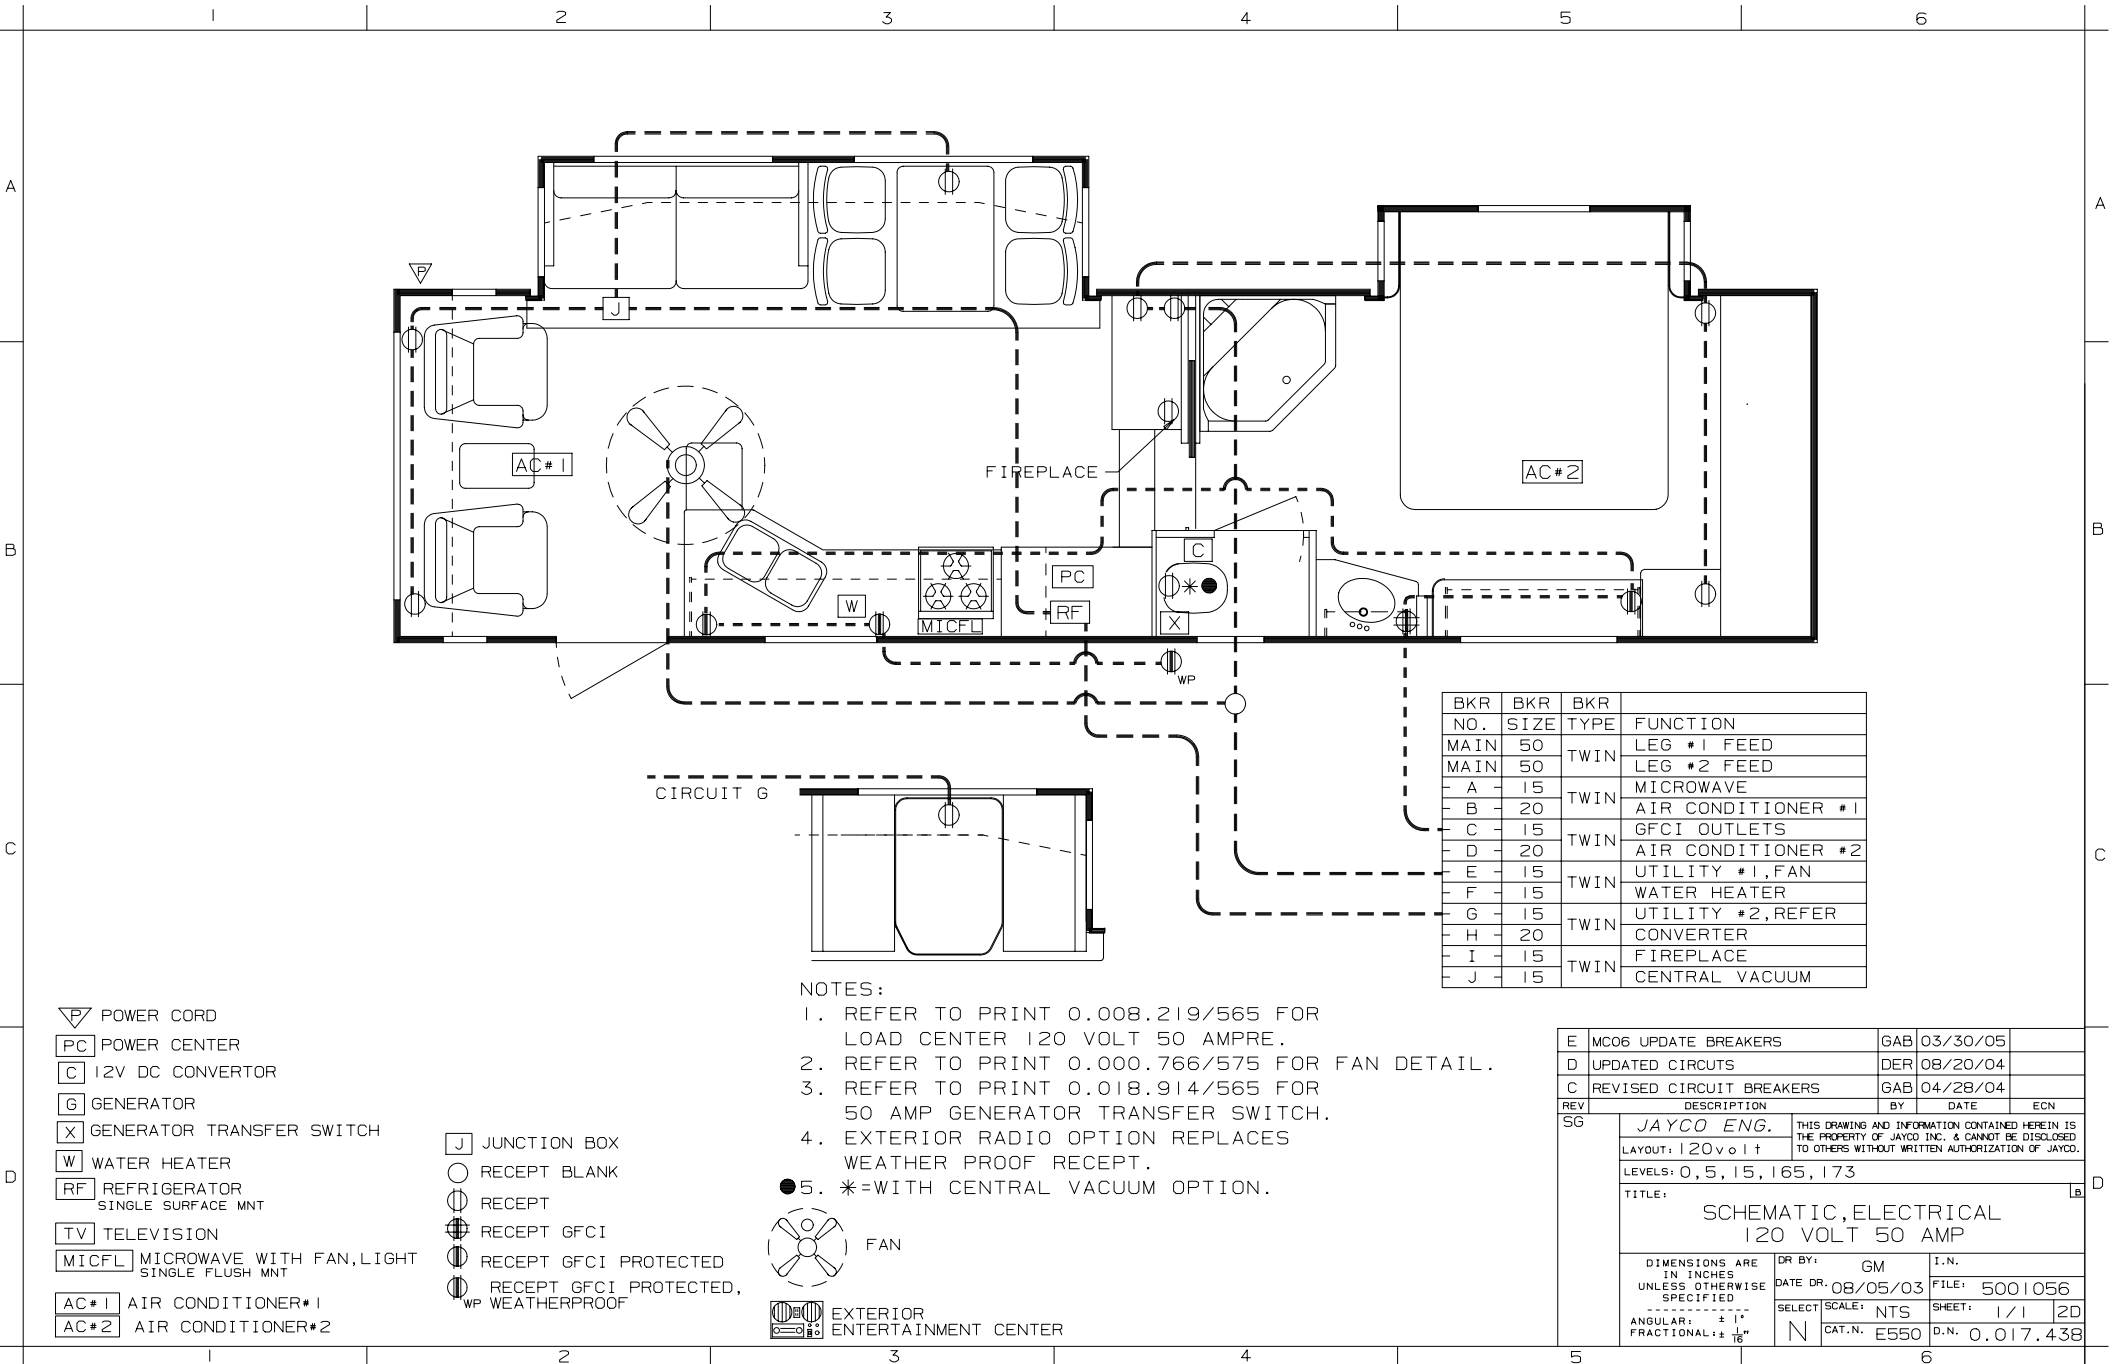 1 2 3 4 5 6
A
A
P
J
AC#1
FIREPLACE
AC#2
B
B
C
PC
W
RF
MICFL
X
WP
CIRCUIT G
BKR BKR BKR
NO. SIZE TYPE FUNCTION
MAIN 50 TWIN LEG #1 FEED
MAIN 50 LEG #2 FEED
A 15 TWIN MICROWAVE
B 20 AIR CONDITIONER #1
C 15 TWIN GFCI OUTLETS
D 20 AIR CONDITIONER #2
E 15 TWIN UTILITY #1,FAN
F 15 WATER HEATER
G 15 TWIN UTILITY #2,REFER
H 20 CONVERTER
I 15 TWIN FIREPLACE
J 15 CENTRAL VACUUM
C
C
NOTES:
1. REFER TO PRINT 0.008.219/565 FOR
LOAD CENTER 120 VOLT 50 AMPRE.
2. REFER TO PRINT 0.000.766/575 FOR FAN DETAIL.
3. REFER TO PRINT 0.018.914/565 FOR
50 AMP GENERATOR TRANSFER SWITCH.
4. EXTERIOR RADIO OPTION REPLACES
WEATHER PROOF RECEPT.
●5. *=WITH CENTRAL VACUUM OPTION.
FAN
EXTERIOR
ENTERTAINMENT CENTER
P POWER CORD
PC POWER CENTER
C 12V DC CONVERTOR
G GENERATOR
X GENERATOR TRANSFER SWITCH
W WATER HEATER
RF REFRIGERATOR
SINGLE SURFACE MNT
TV TELEVISION
MICFL MICROWAVE WITH FAN,LIGHT
SINGLE FLUSH MNT
AC#1 AIR CONDITIONER#1
AC#2 AIR CONDITIONER#2
J JUNCTION BOX
RECEPT BLANK
RECEPT
RECEPT GFCI
RECEPT GFCI PROTECTED
RECEPT GFCI PROTECTED,
WP WEATHERPROOF
D
D
E MC06 UPDATE BREAKERS GAB 03/30/05
D UPDATED CIRCUTS DER 08/20/04
C REVISED CIRCUIT BREAKERS GAB 04/28/04
REV DESCRIPTION BY DATE ECN
SG
JAYCO ENG.
LAYOUT: 120volt
THIS DRAWING AND INFORMATION CONTAINED HEREIN IS
THE PROPERTY OF JAYCO INC. & CANNOT BE DISCLOSED
TO OTHERS WITHOUT WRITTEN AUTHORIZATION OF JAYCO.
LEVELS: 0,5,15,165,173
TITLE: B
SCHEMATIC,ELECTRICAL
120 VOLT 50 AMP
DIMENSIONS ARE
IN INCHES
UNLESS OTHERWISE
SPECIFIED
ANGULAR: ± 1°
FRACTIONAL: ± 1/16"
DR BY: GM I.N.
DATE DR. 08/05/03 FILE: 5001056
SELECT N SCALE: NTS SHEET: 1/1 2D
CAT.N. E550 D.N. 0.017.438
1 2 3 4 5 6